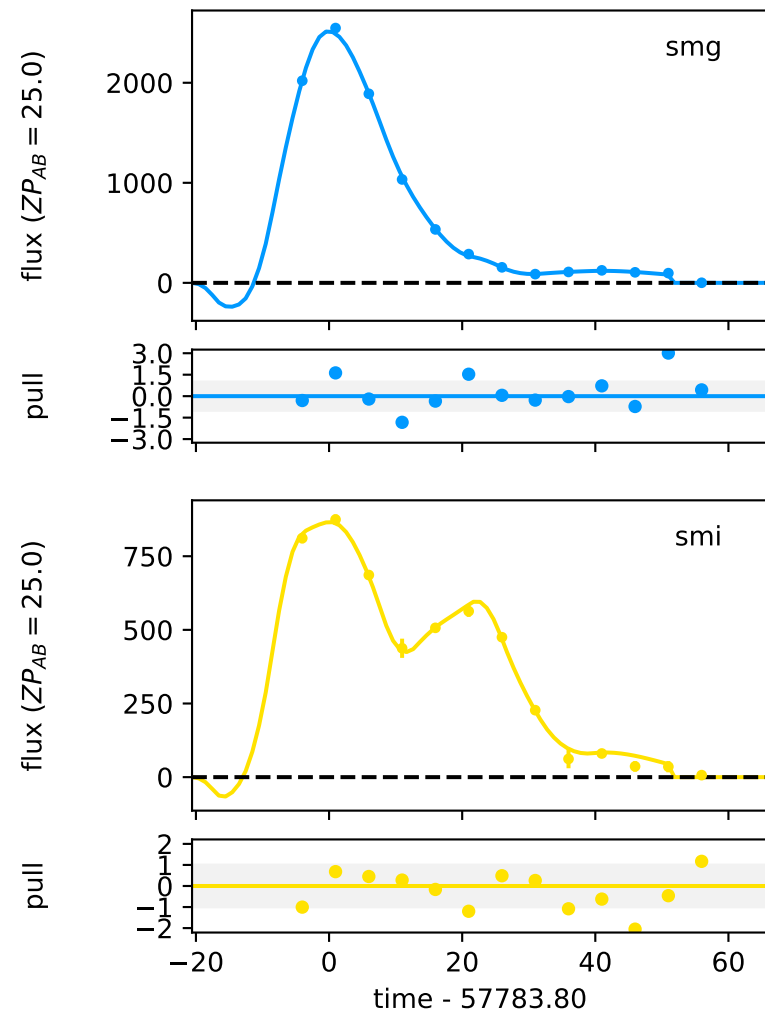 smg
flux (ZP_AB = 25.0)
2000
1000
0
pull
3.0
1.5
0.0
−1.5
−3.0
smi
flux (ZP_AB = 25.0)
750
500
250
0
pull
2
1
0
−1
−2
−20 0 20 40 60
time - 57783.80